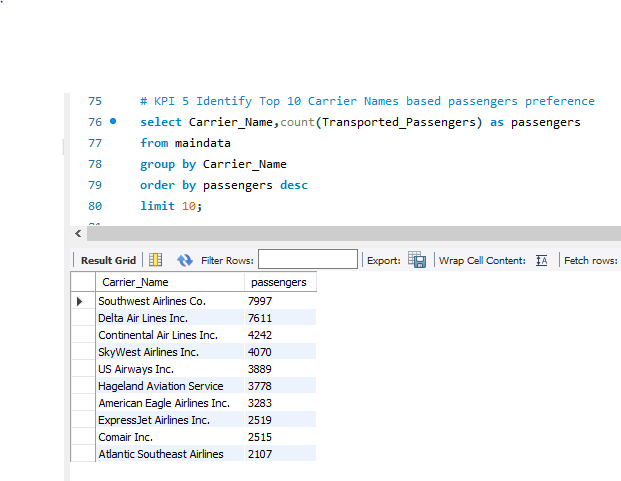 75 # KPI 5 Identify Top 10 Carrier Names based passengers preference
76 select Carrier_Name,count(Transported_Passengers) as passengers
77 from maindata
78 group by Carrier_Name
79 order by passengers desc
80 limit 10;
Result Grid Filter Rows: Export: Wrap Cell Content: Fetch rows:
Carrier_Name passengers
Southwest Airlines Co. 7997
Delta Air Lines Inc. 7611
Continental Air Lines Inc. 4242
SkyWest Airlines Inc. 4070
US Airways Inc. 3889
Hageland Aviation Service 3778
American Eagle Airlines Inc. 3283
ExpressJet Airlines Inc. 2519
Comair Inc. 2515
Atlantic Southeast Airlines 2107